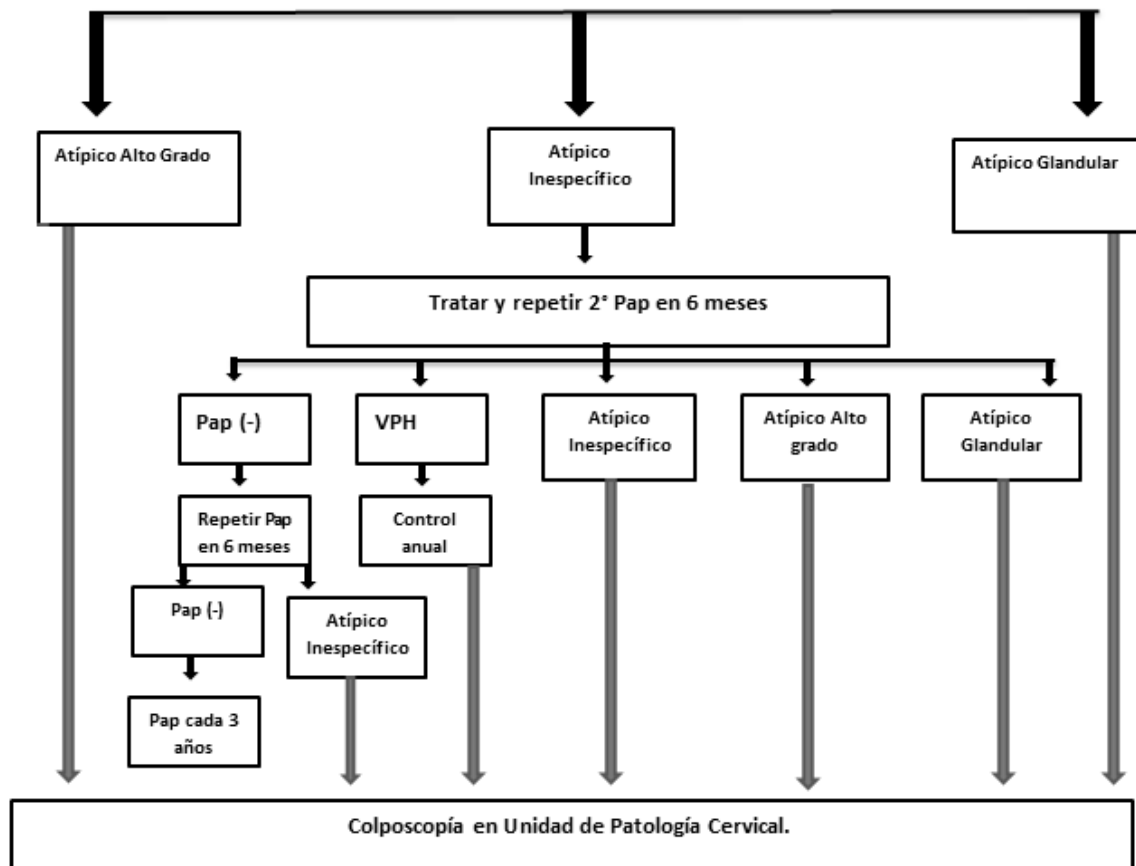 Atípico Alto Grado
Atípico
Inespecífico
Atípico Glandular
Tratar y repetir 2° Pap en 6 meses
Pap (-)
VPH
Atípico
Inespecífico
Atípico Alto
grado
Atípico
Glandular
Repetir Pap
en 6 meses
Control
anual
Pap (-)
Atípico
Inespecífico
Pap cada 3
años
Colposcopía en Unidad de Patología Cervical.